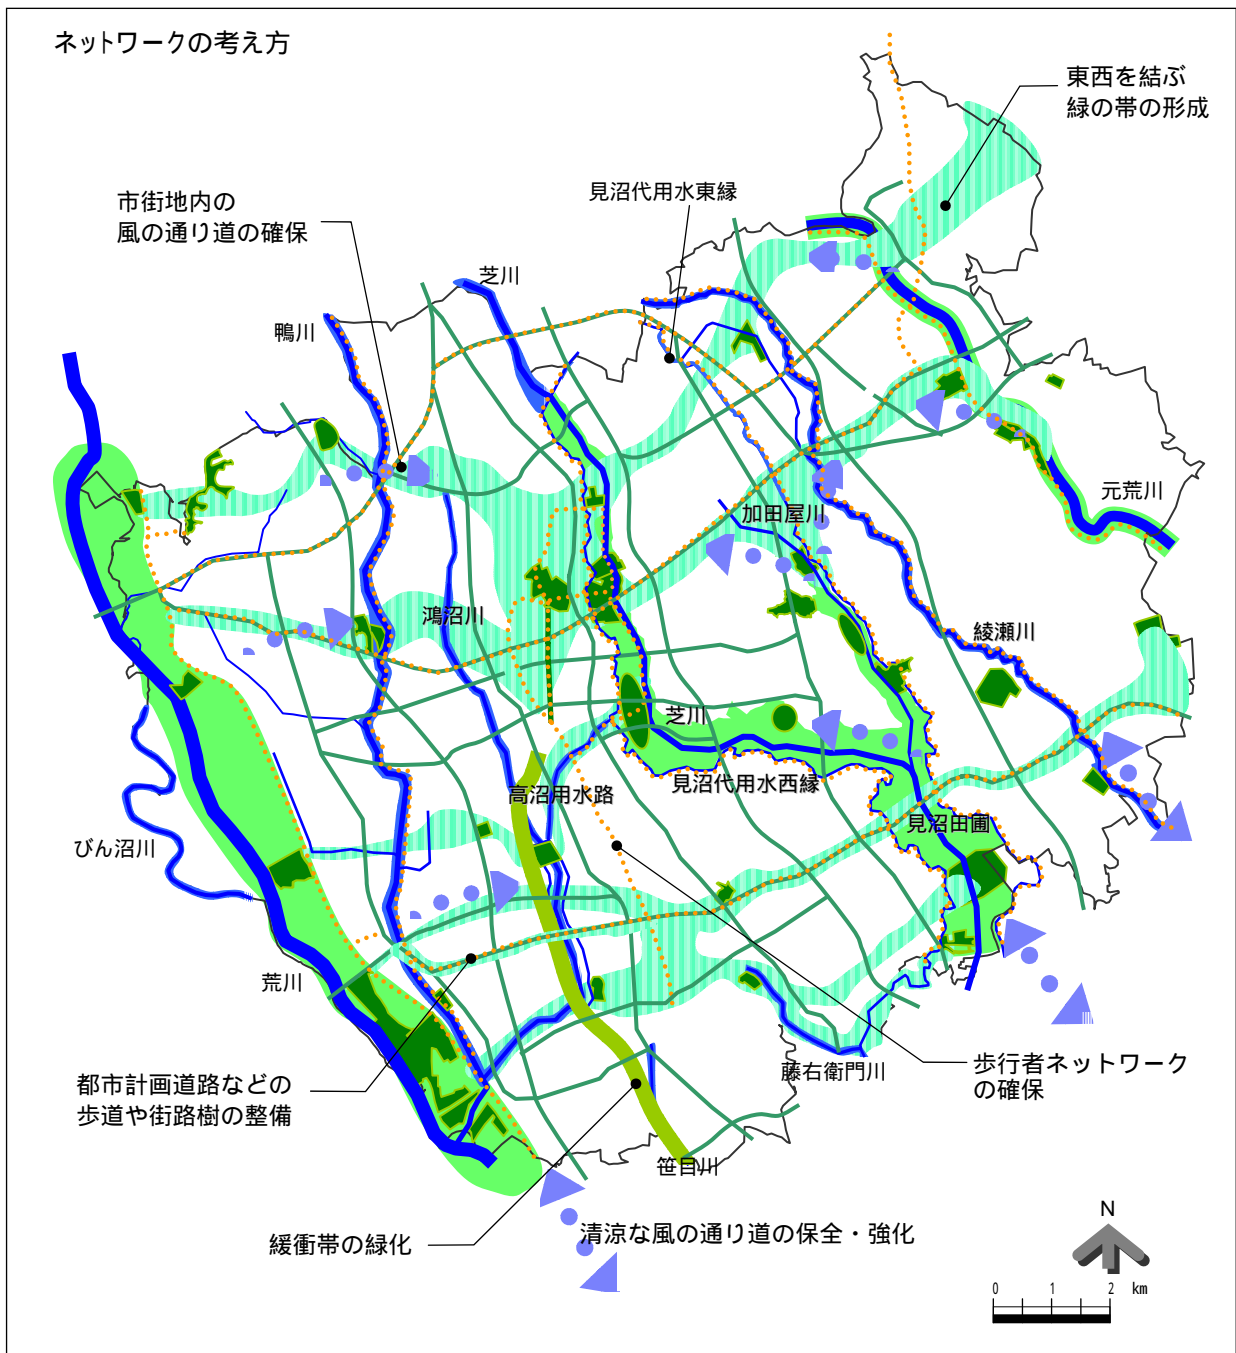 ネットワークの考え方
東西を結ぶ
緑の帯の形成
市街地内の
風の通り道の確保
見沼代用水東縁
芝川
鴨川
元荒川
加田屋川
鴻沼川
綾瀬川
芝川
見沼代用水西縁
高沼用水路
見沼田圃
びん沼川
荒川
藤右衛門川
歩行者ネットワーク
の確保
都市計画道路などの
歩道や街路樹の整備
笹目川
緩衝帯の緑化
清涼な風の通り道の保全・強化
N
0 1 2 km